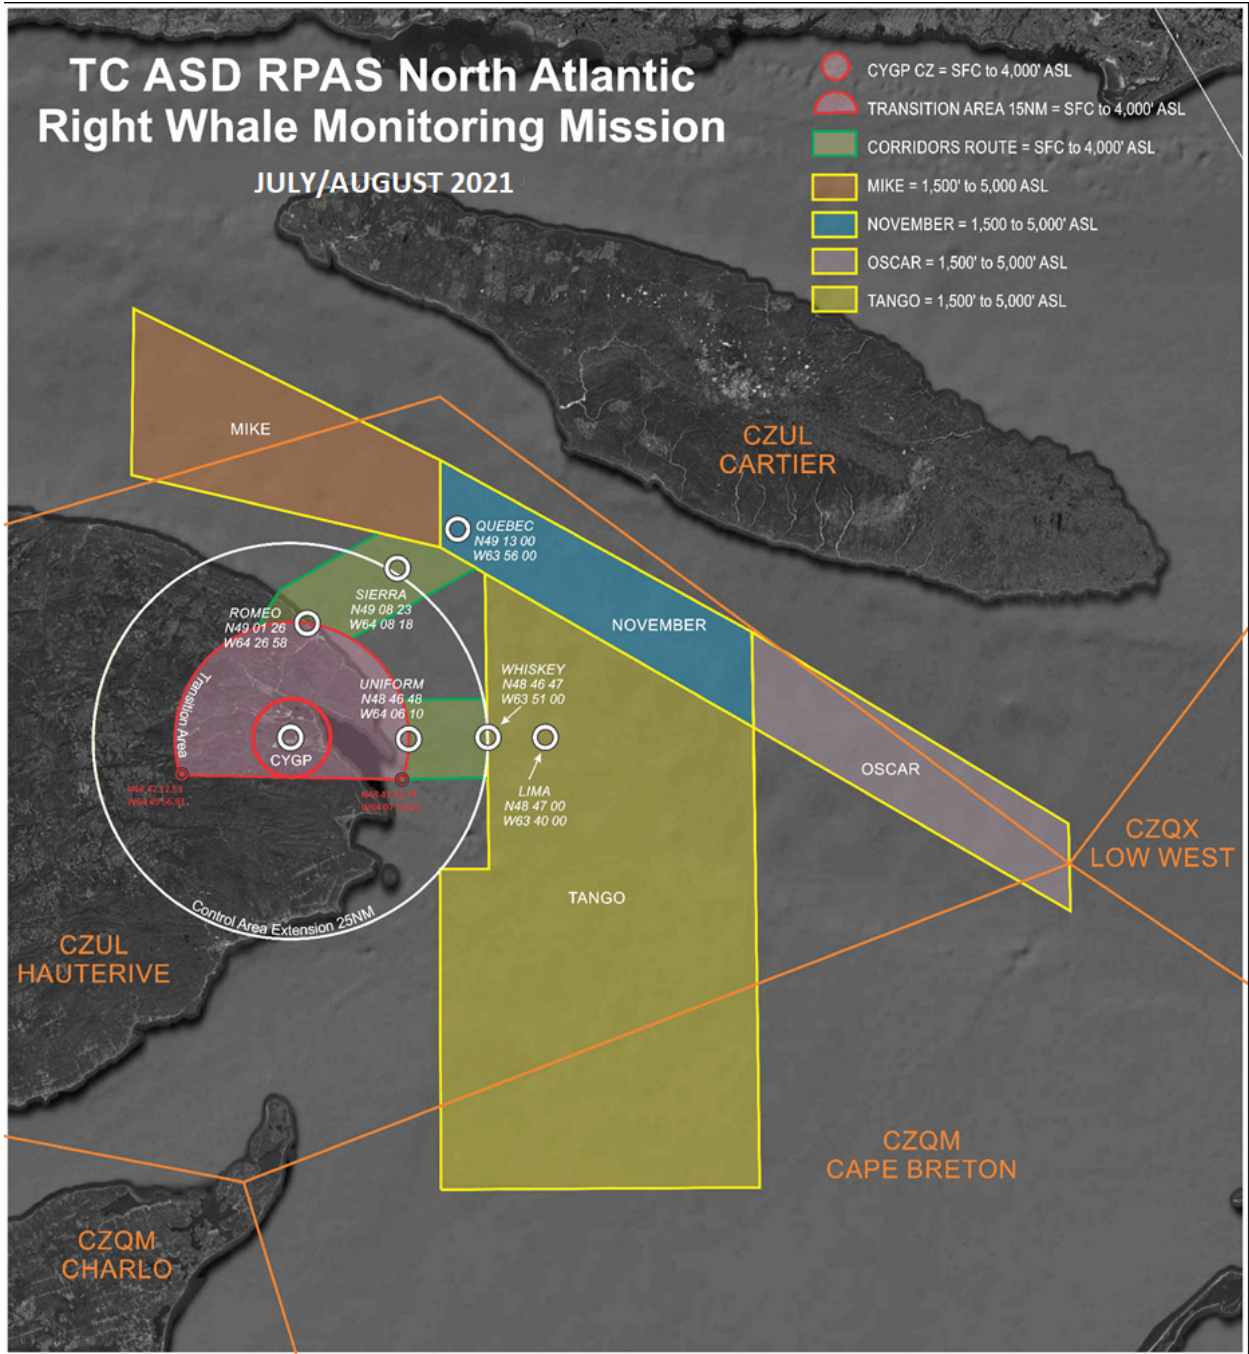 TC ASD RPAS North Atlantic
Right Whale Monitoring Mission
JULY/AUGUST 2021
CYGP CZ = SFC to 4,000' ASL
TRANSITION AREA 15NM = SFC to 4,000' ASL
CORRIDORS ROUTE = SFC to 4,000' ASL
MIKE = 1,500' to 5,000 ASL
NOVEMBER = 1,500 to 5,000' ASL
OSCAR = 1,500' to 5,000' ASL
TANGO = 1,500' to 5,000' ASL
MIKE
CZUL
CARTIER
QUEBEC
N49 13 00
W63 56 00
SIERRA
N49 08 23
W64 08 18
ROMEO
N49 01 26
W64 26 58
NOVEMBER
UNIFORM
N48 46 48
W64 06 10
WHISKEY
N48 46 47
W63 51 00
Transition Area
CYGP
LIMA
N48 47 00
W63 40 00
OSCAR
CZQX
LOW WEST
TANGO
Control Area Extension 25NM
CZUL
HAUTERIVE
CZQM
CAPE BRETON
CZQM
CHARLO